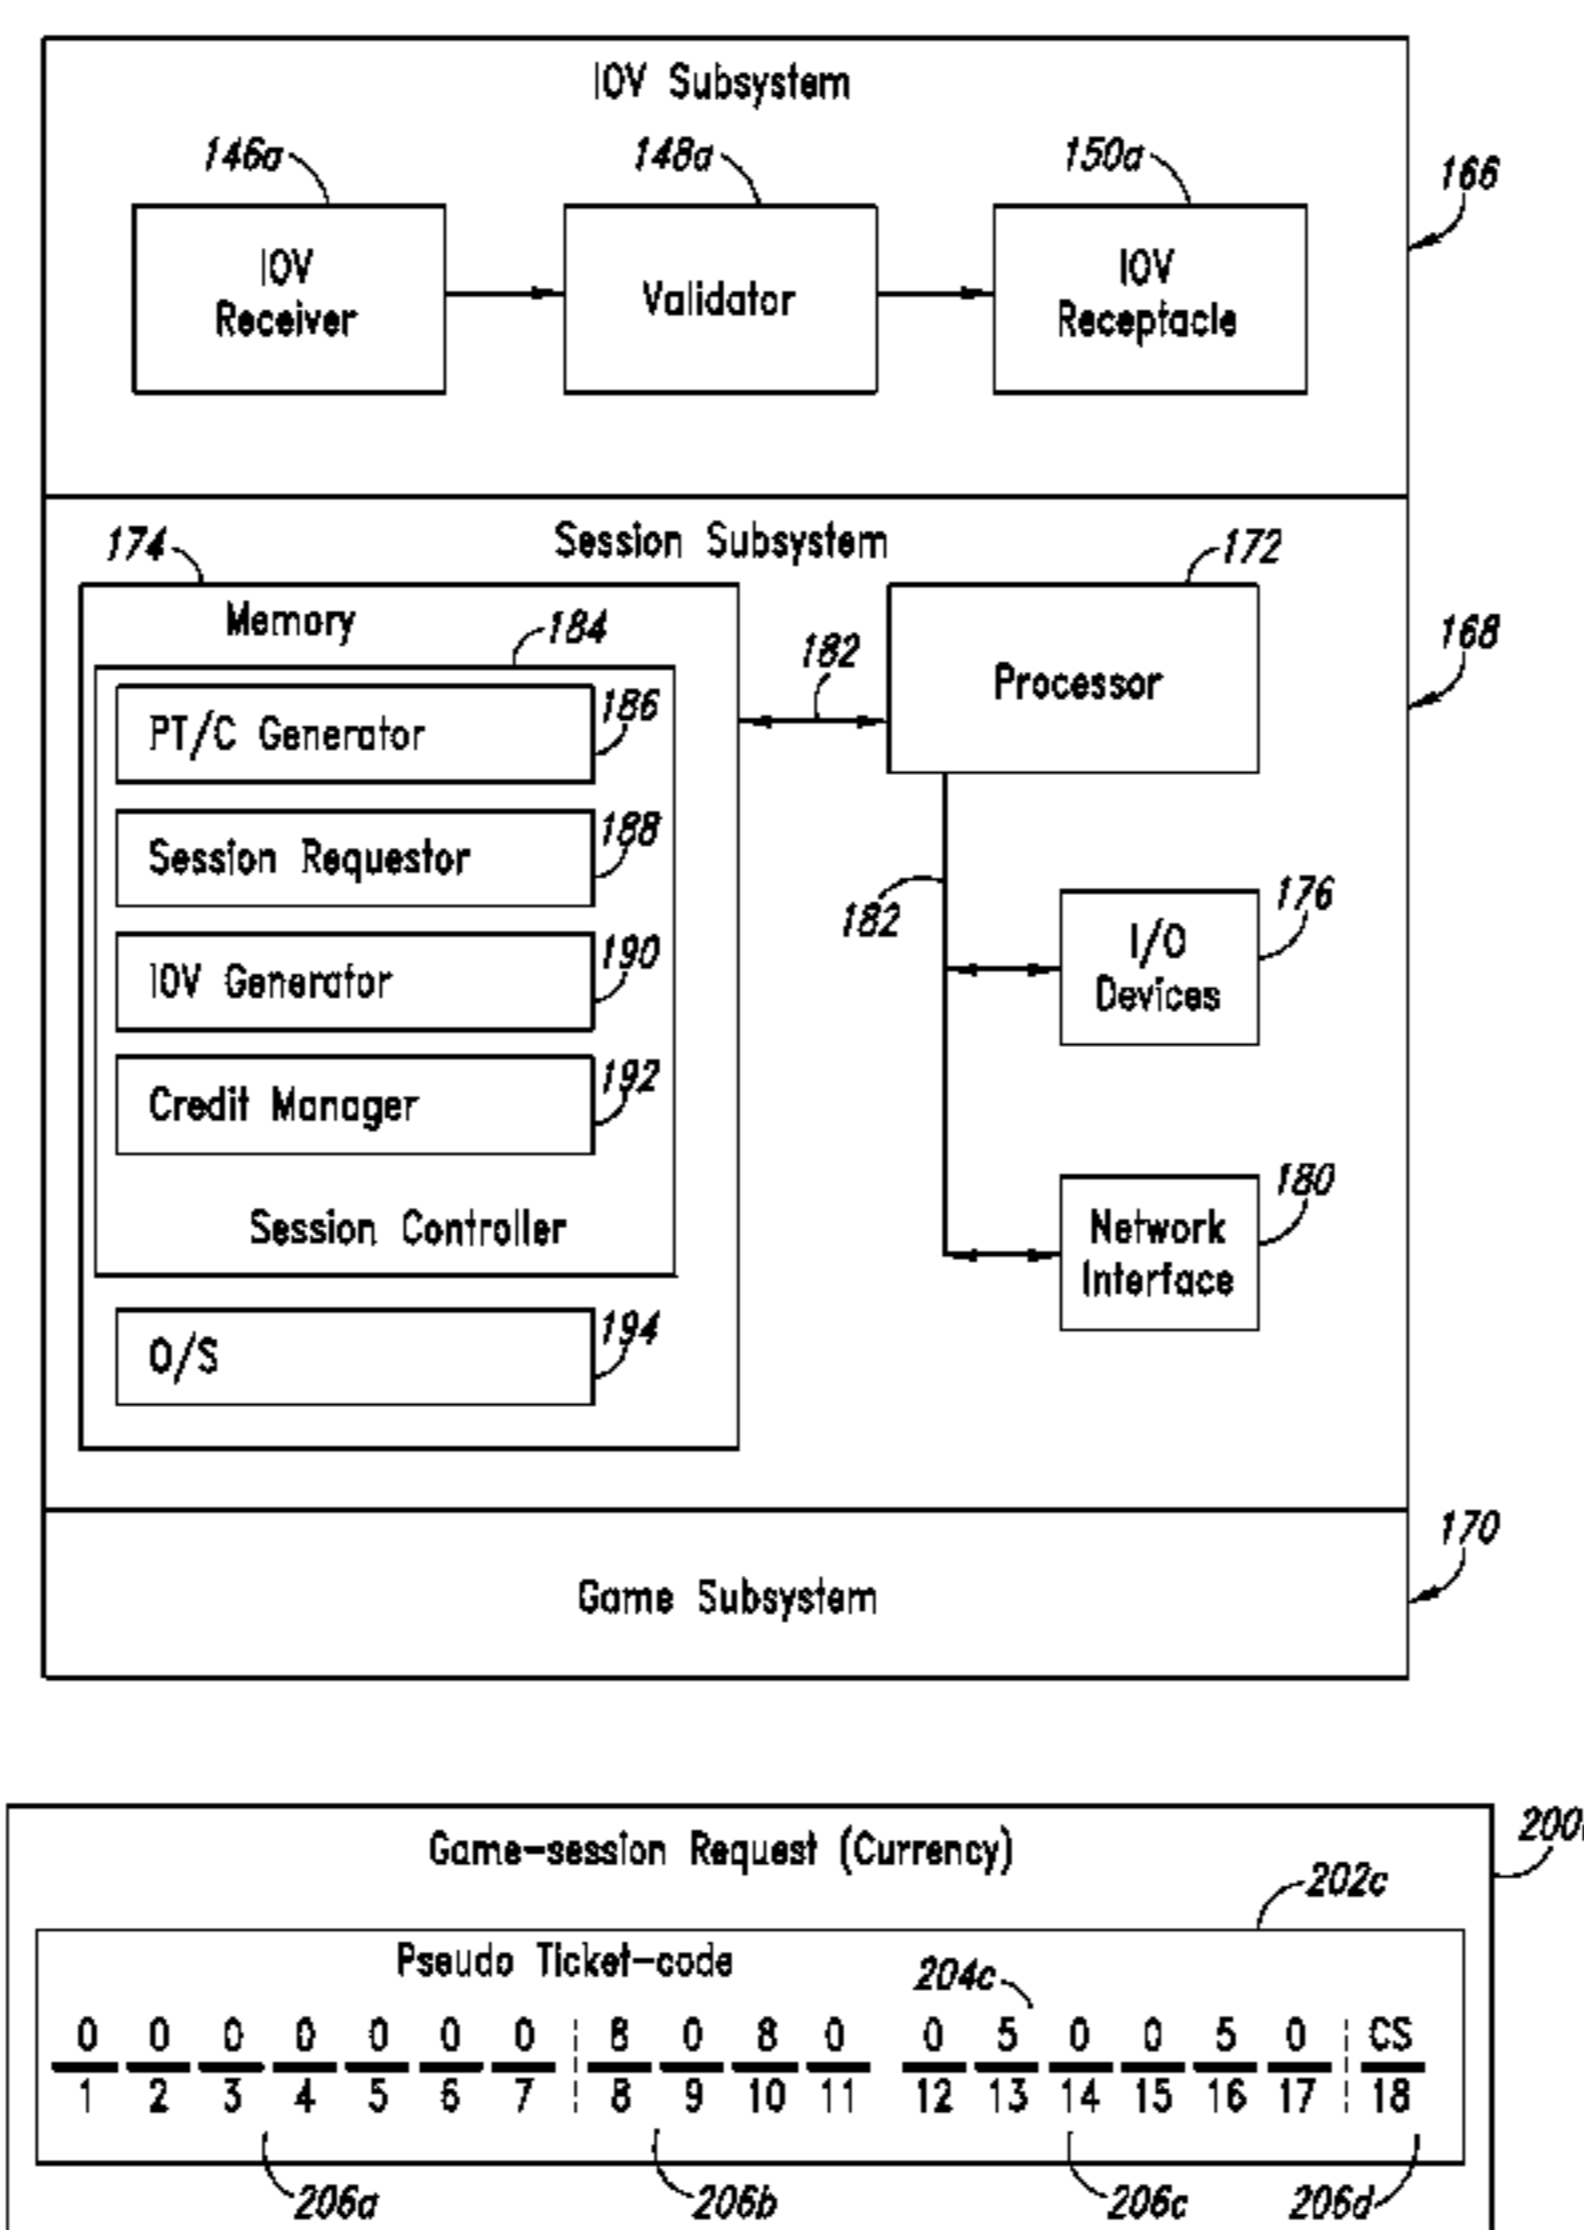 IOV Subsystem
146a
148a
150a
166
IOV
Receiver
Validator
IOV
Receptacle
Session Subsystem
174
172
Memory
184
182
168
Processor
PT/C Generator
186
Session Requestor
188
182
176
I/O
Devices
IOV Generator
190
Credit Manager
192
180
Network
Interface
Session Controller
O/S
194
170
Game Subsystem
Game-session Request (Currency)
200
202c
Pseudo Ticket-code
204c
0 0 0 0 0 0 0 8 0 8 0 0 5 0 0 5 0 CS
1 2 3 4 5 6 7 8 9 10 11 12 13 14 15 16 17 18
206a 206b 206c 206d